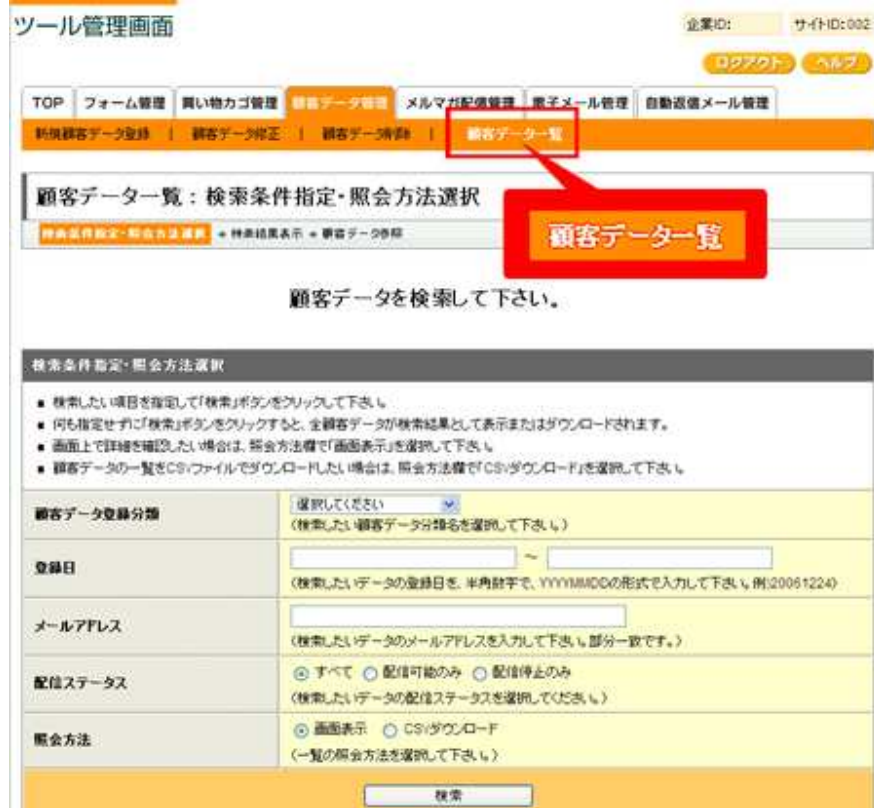 ツール管理画面
企業ID: サイトID:002
ログアウト ヘルプ
TOP フォーム管理 買い物カゴ管理 顧客データ管理 メルマガ配信管理 電子メール管理 自動返信メール管理
新規顧客データ登録 | 顧客データ修正 | 顧客データ削除 | 顧客データ一覧
顧客データ一覧:検索条件指定・照会方法選択
顧客データ一覧
検索条件指定・照会方法選択 → 検索結果表示 → 顧客データ参照
顧客データを検索して下さい。
検索条件指定・照会方法選択
■ 検索したい項目を指定して「検索」ボタンをクリックして下さい。
■ 何も指定せずに「検索」ボタンをクリックすると、全顧客データが検索結果として表示またはダウンロードされます。
■ 画面上で詳細を確認したい場合は、照会方法欄で「画面表示」を選択して下さい。
■ 顧客データの一覧をCSVファイルでダウンロードしたい場合は、照会方法欄で「CSVダウンロード」を選択して下さい。
顧客データ登録分類
選択してください
(検索したい顧客データ分類名を選択して下さい。)
登録日
~
(検索したいデータの登録日を、半角数字で、YYYYMMDDの形式で入力して下さい。例:20061224)
メールアドレス
(検索したいデータのメールアドレスを入力して下さい。部分一致です。)
配信ステータス
すべて 配信可能のみ 配信停止のみ
(検索したいデータの配信ステータスを選択してください。)
照会方法
画面表示 CSVダウンロード
(一覧の照会方法を選択して下さい。)
検索